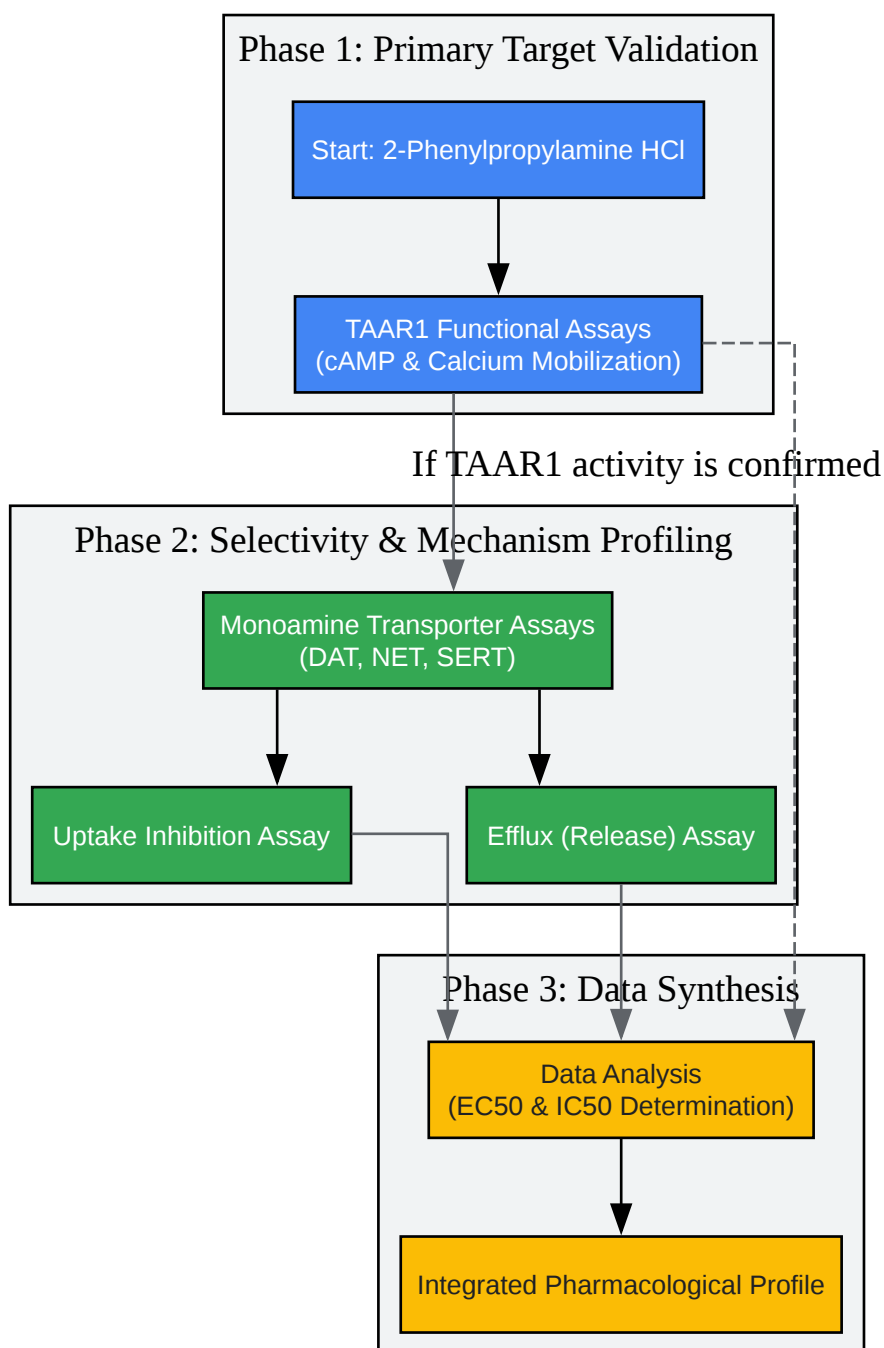 Phase 1: Primary Target Validation
Start: 2-Phenylpropylamine HCl
TAAR1 Functional Assays
(cAMP & Calcium Mobilization)
If TAAR1 activity is confirmed
Phase 2: Selectivity & Mechanism Profiling
Monoamine Transporter Assays
(DAT, NET, SERT)
Uptake Inhibition Assay
Efflux (Release) Assay
Phase 3: Data Synthesis
Data Analysis
(EC50 & IC50 Determination)
Integrated Pharmacological Profile